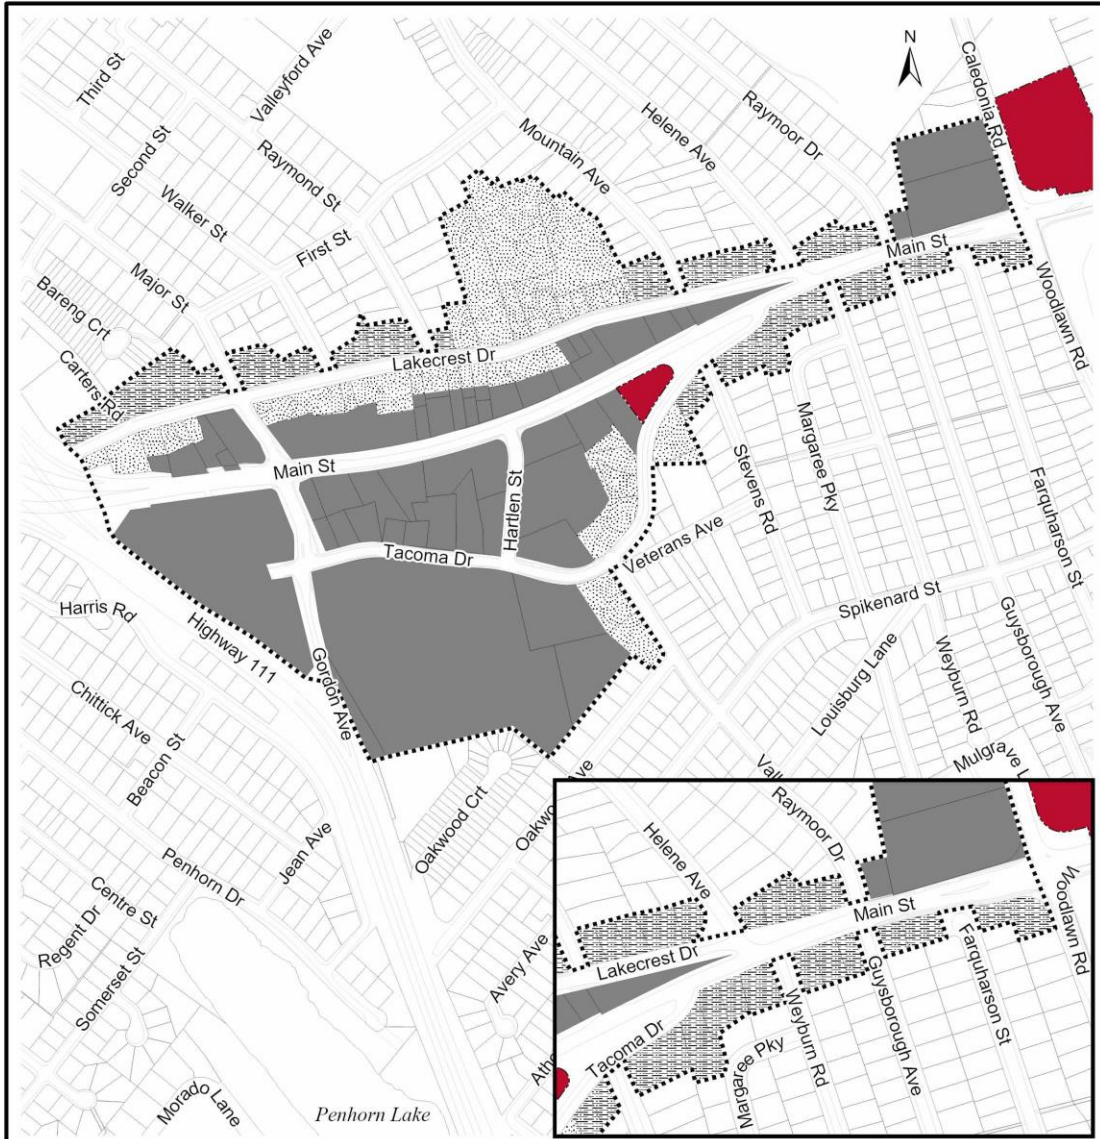 N
Third St
Valleyford Ave
Caledonia Rd
Second St
Raymond St
Mountain Ave
Helene Ave
Raymoor Dr
Walker St
First St
Main St
Major St
Bareng Crt
Carters Rd
Lakecrest Dr
Woodlawn Rd
Main St
Hartlen St
Tacoma Dr
Stevens Rd
Margaree Pky
Farquharson St
Veterans Ave
Spikenard St
Harris Rd
Highway 111
Gordon Ave
Louisburg Lane
Weyburn Rd
Guysborough Ave
Chittick Ave
Beacon St
Mulgrave
Oakwood Crt
Jean Ave
Penhorn Dr
Centre St
Regent Dr
Somerset St
Avery Ave
Morado Lane
Penhorn Lake
Helene Ave
Raymoor Dr
Main St
Woodlawn Rd
Lakecrest Dr
Farquharson St
Guysborough Ave
Weyburn Rd
Tacoma Dr
Margaree Pky